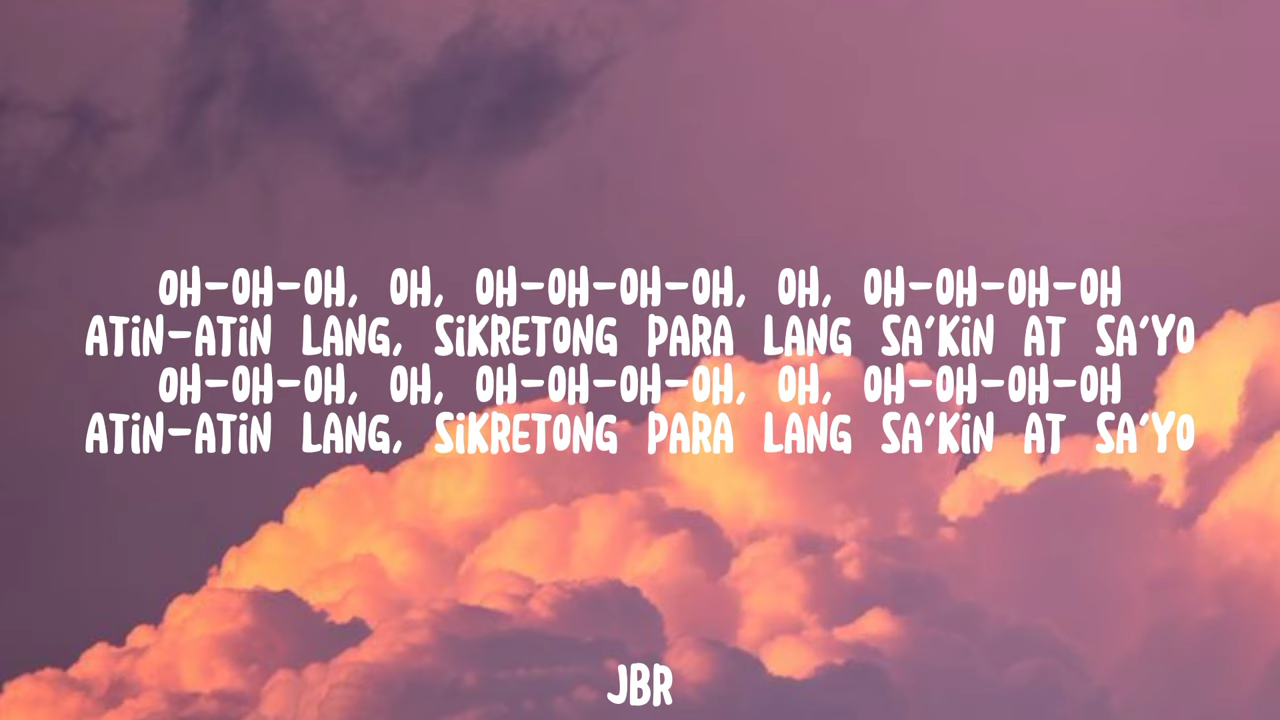 OH-OH-OH, OH, OH-OH-OH-OH, OH, OH-OH-OH-OH
ATiN-ATiN LANG, SiKRETONG PARA LANG SA'KiN AT SA'YO
OH-OH-OH, OH, OH-OH-OH-OH, OH, OH-OH-OH-OH
ATiN-ATiN LANG, SiKRETONG PARA LANG SA'KiN AT SA'YO
JBR